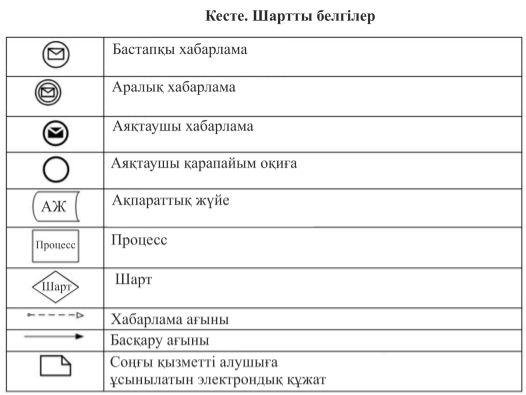 Кесте. Шартты белгілер
Бастапқы хабарлама
Аралық хабарлама
Аяқтаушы хабарлама
Аяқтаушы қарапайым оқиға
АЖ Ақпараттық жүйе
Процесс Процесс
Шарт Шарт
Хабарлама ағыны
Басқару ағыны
Соңғы қызметті алушыға
ұсынылатын электрондық құжат